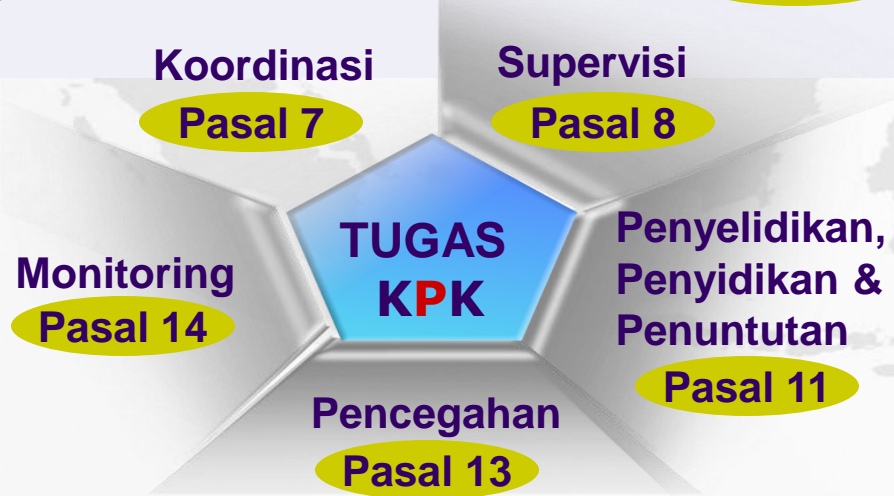 Koordinasi
Pasal 7
Supervisi
Pasal 8
TUGAS
KPK
Penyelidikan,
Penyidikan &
Penuntutan
Pasal 11
Monitoring
Pasal 14
Pencegahan
Pasal 13